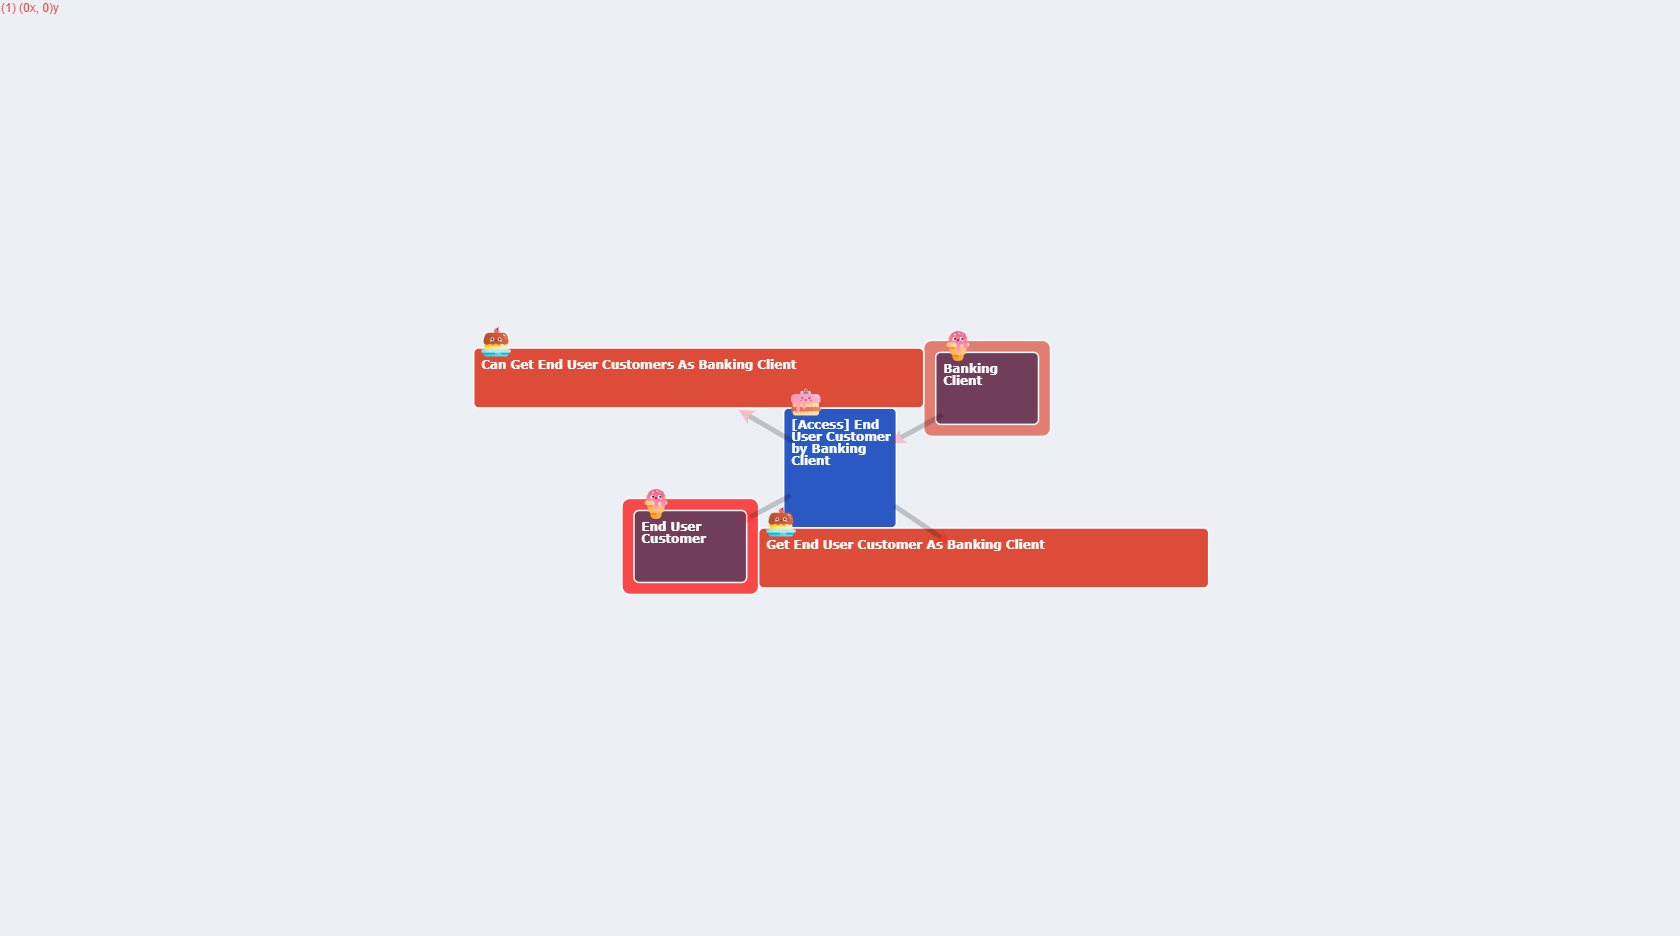 (1) (0x, 0)y
Can Get End User Customers As Banking Client
Banking
Client
[Access] End
User Customer
by Banking
Client
End User
Customer
Get End User Customer As Banking Client